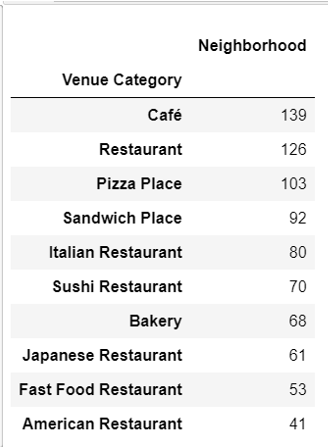 Neighborhood
Venue Category
Café 139
Restaurant 126
Pizza Place 103
Sandwich Place 92
Italian Restaurant 80
Sushi Restaurant 70
Bakery 68
Japanese Restaurant 61
Fast Food Restaurant 53
American Restaurant 41